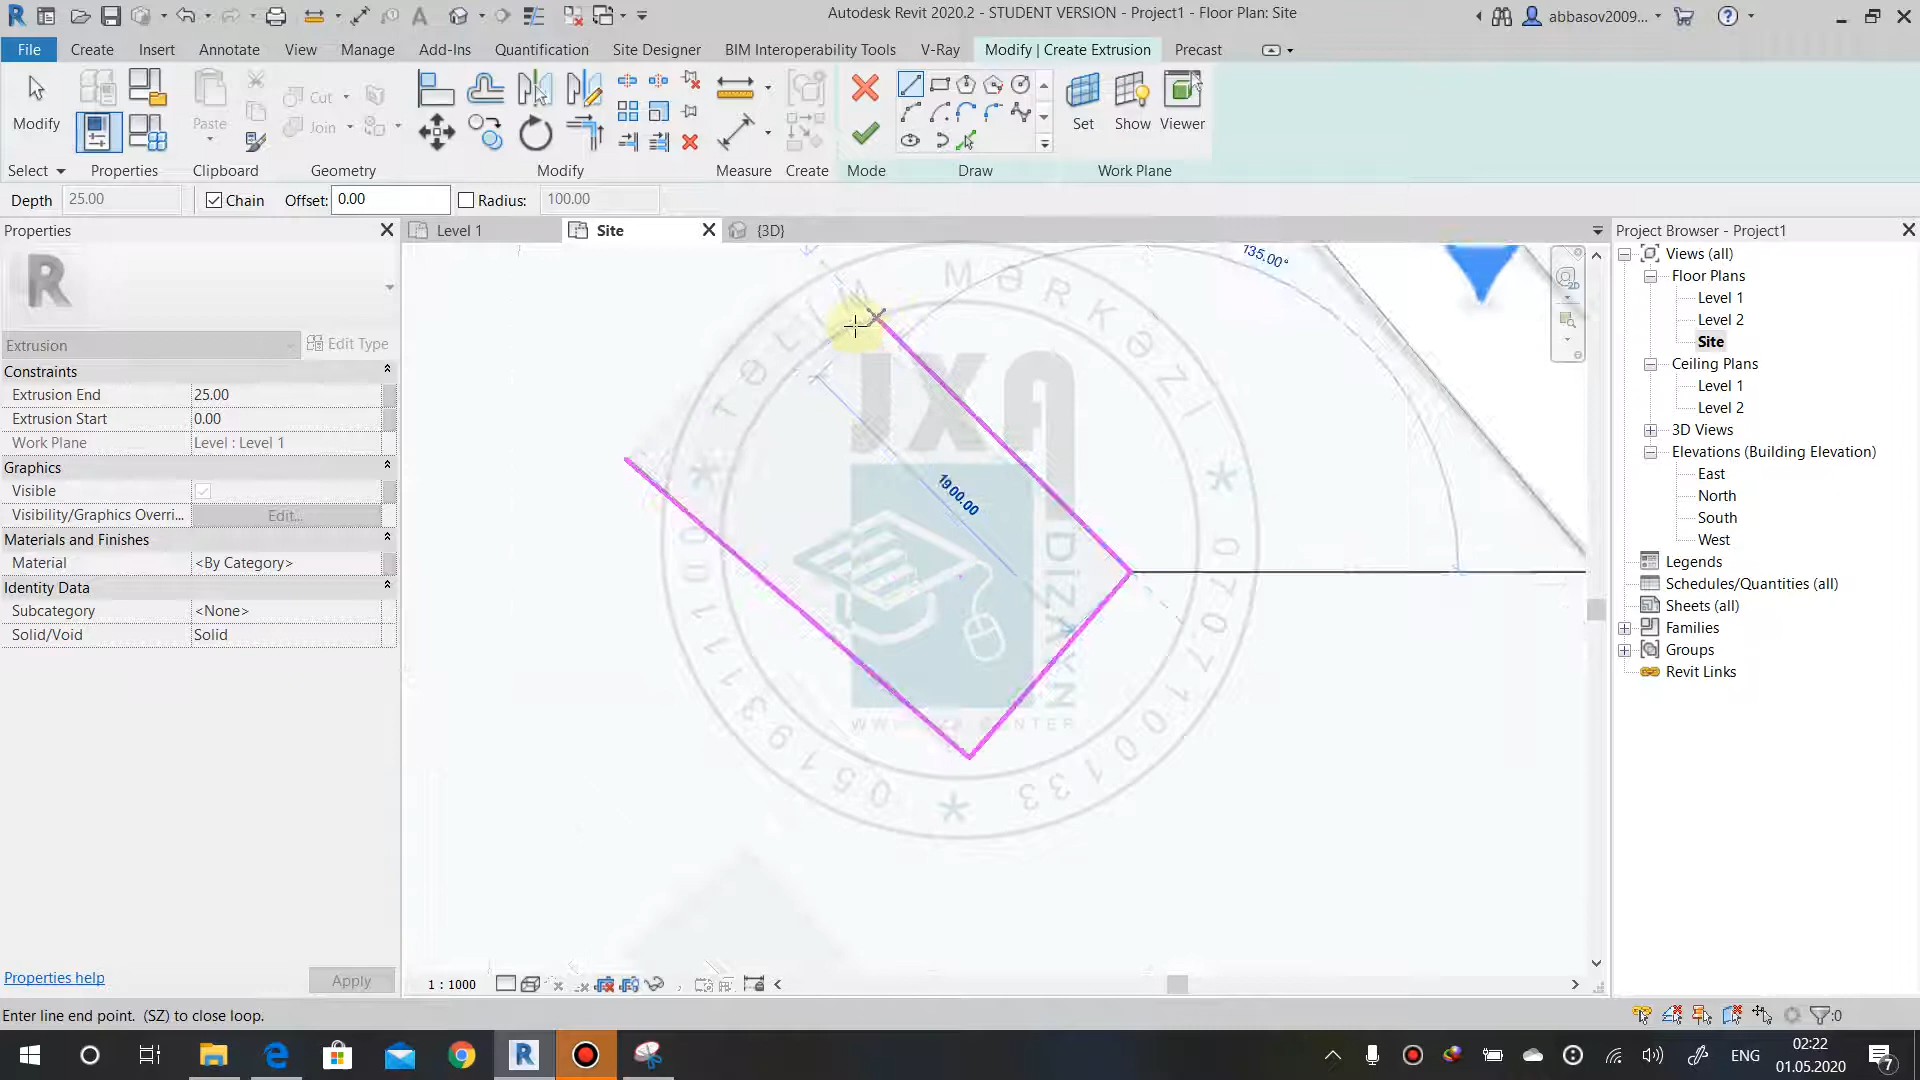 Autodesk Revit 2020.2 - STUDENT VERSION - Project1 - Floor Plan: Site
abbasov2009...
File Create Insert Annotate View Manage Add-Ins Quantification Site Designer BIM Interoperability Tools V-Ray Modify | Create Extrusion Precast
Modify
Paste
Cut
Join
Set Show Viewer
Select Properties Clipboard Geometry Modify Measure Create Mode Draw Work Plane
Depth 25.00 Chain Offset: 0.00 Radius: 100.00
Properties
Level 1 Site {3D}
Project Browser - Project1
Extrusion Edit Type
Constraints
Extrusion End 25.00
Extrusion Start 0.00
Work Plane Level : Level 1
Graphics
Visible
Visibility/Graphics Overri... Edit...
Materials and Finishes
Material <By Category>
Identity Data
Subcategory <None>
Solid/Void Solid
Properties help Apply
135.00°
1900.00
TƏLİM MƏRKƏZİ
JXA
DİZAYN
0707100133
Views (all)
Floor Plans
Level 1
Level 2
Site
Ceiling Plans
Level 1
Level 2
3D Views
Elevations (Building Elevation)
East
North
South
West
Legends
Schedules/Quantities (all)
Sheets (all)
Families
Groups
Revit Links
1 : 1000
Enter line end point. (SZ) to close loop.
:0
ENG
02:22
01.05.2020
7